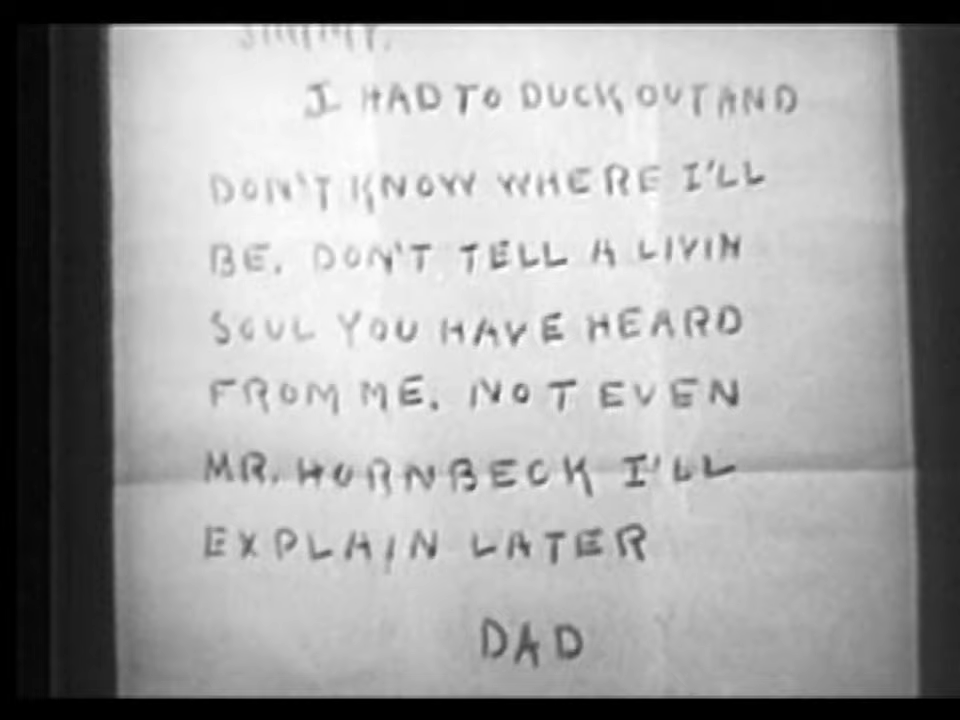 JIMMY.
I HAD TO DUCK OUT AND
DON'T KNOW WHERE I'LL
BE. DON'T TELL A LIVIN
SOUL YOU HAVE HEARD
FROM ME. NOT EVEN
MR. HORNBECK I'LL
EXPLAIN LATER
DAD